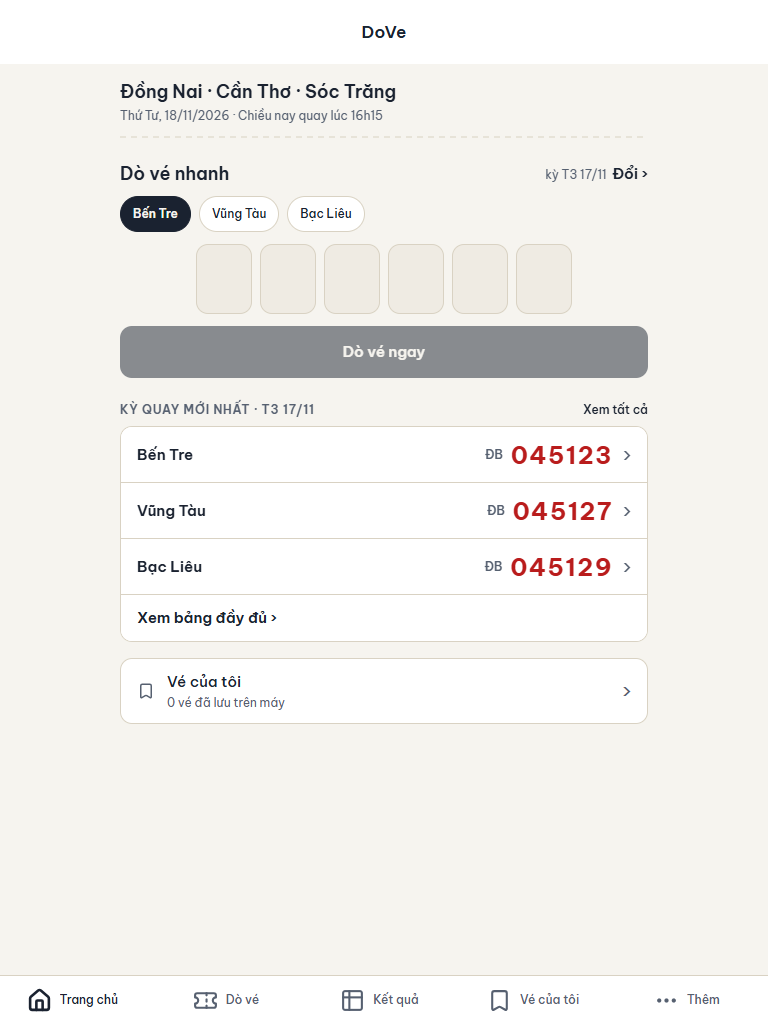 DoVe
Đồng Nai · Cần Thơ · Sóc Trăng
Thứ Tư, 18/11/2026 · Chiều nay quay lúc 16h15
Dò vé nhanh
kỳ T3 17/11 Đổi ›
Bến Tre Vũng Tàu Bạc Liêu
Dò vé ngay
KỲ QUAY MỚI NHẤT · T3 17/11
Xem tất cả
Bến Tre ĐB 045123 ›
Vũng Tàu ĐB 045127 ›
Bạc Liêu ĐB 045129 ›
Xem bảng đầy đủ ›
Vé của tôi
0 vé đã lưu trên máy
Trang chủ Dò vé Kết quả Vé của tôi Thêm